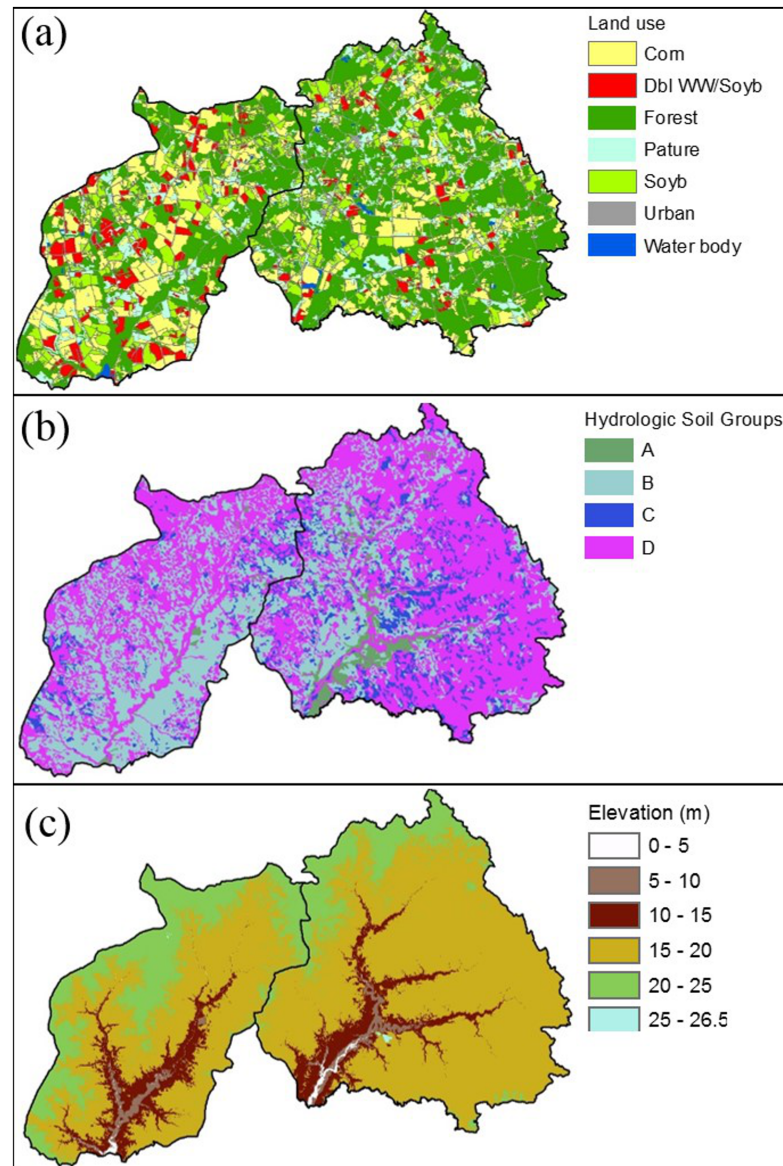 (a)
Land use
Corn
Dbl WW/Soyb
Forest
Pature
Soyb
Urban
Water body
(b)
Hydrologic Soil Groups
A
B
C
D
(c)
Elevation (m)
0 - 5
5 - 10
10 - 15
15 - 20
20 - 25
25 - 26.5